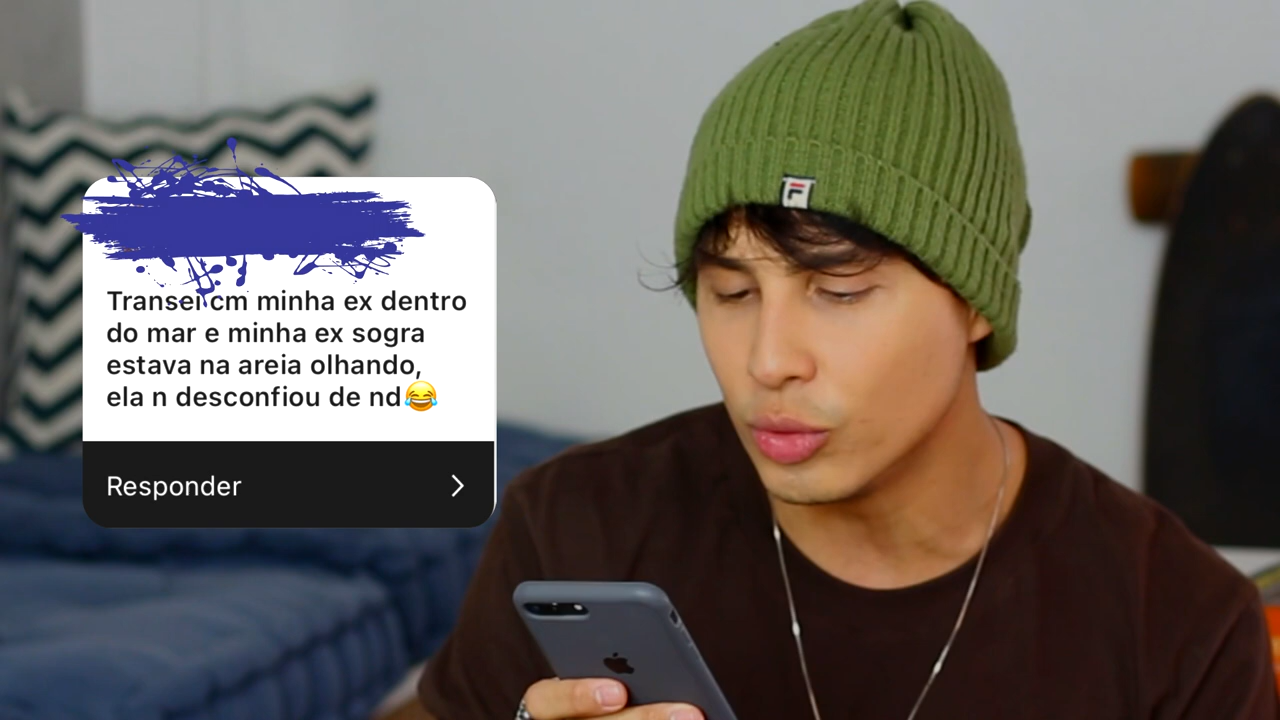 Transei cm minha ex dentro
do mar e minha ex sogra
estava na areia olhando,
ela n desconfiou de nd😂
Responder